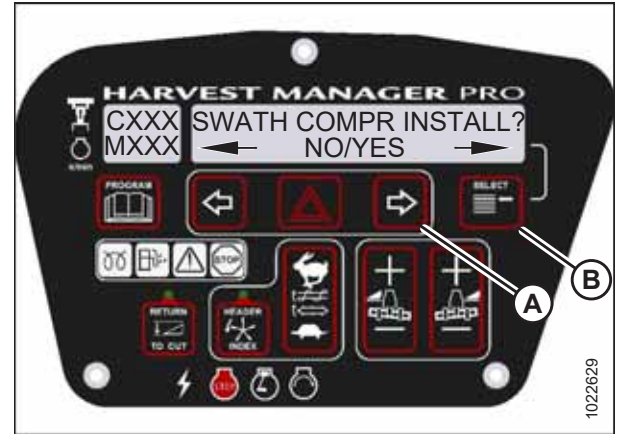 HARVEST MANAGER PRO
CXXX SWATH COMPR INSTALL?
MXXX NO/YES
PROGRAM
SELECT
STOP
A
B
RETURN
TO CUT
HEADER
INDEX
STOP
1022629